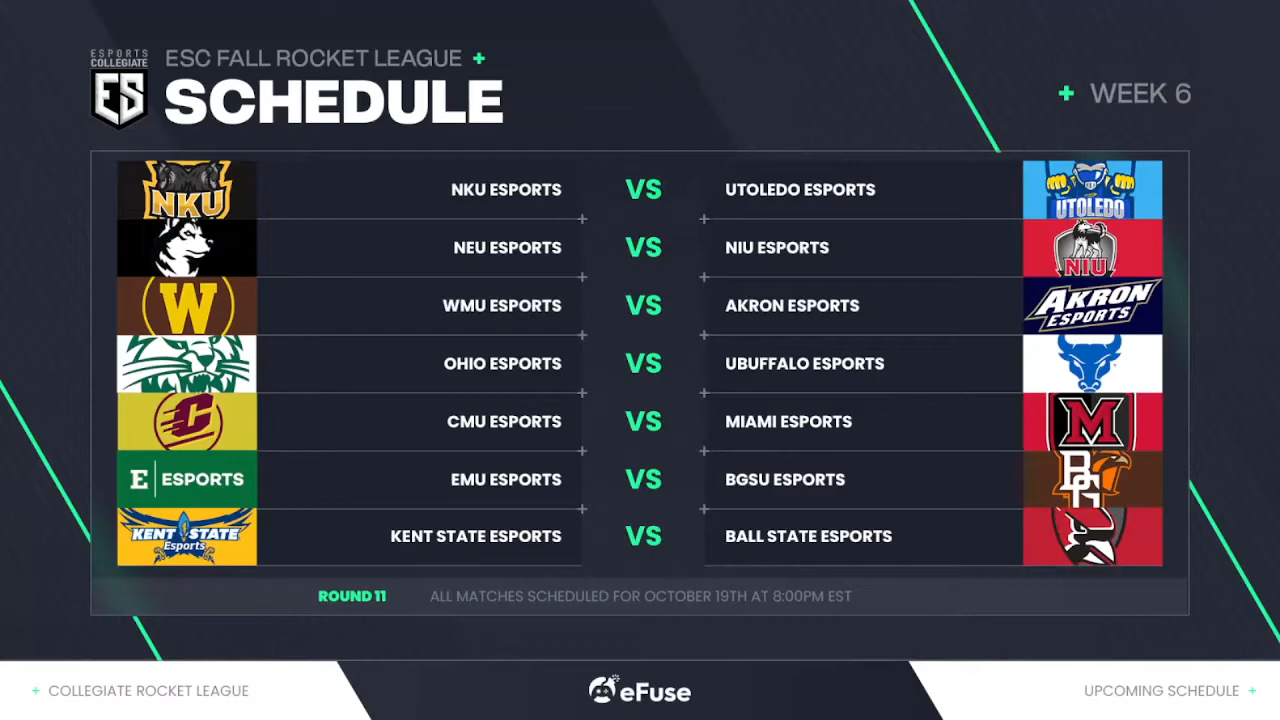 ESPORTS
COLLEGIATE
ES
ESC FALL ROCKET LEAGUE +
SCHEDULE
+ WEEK 6
NKU NKU ESPORTS VS UTOLEDO ESPORTS UTOLEDO
NEU ESPORTS VS NIU ESPORTS NIU
W WMU ESPORTS VS AKRON ESPORTS AKRON ESPORTS
OHIO ESPORTS VS UBUFFALO ESPORTS
C CMU ESPORTS VS MIAMI ESPORTS M
E | ESPORTS EMU ESPORTS VS BGSU ESPORTS BG
KENT STATE Esports KENT STATE ESPORTS VS BALL STATE ESPORTS
ROUND 11 ALL MATCHES SCHEDULED FOR OCTOBER 19TH AT 8:00PM EST
+ COLLEGIATE ROCKET LEAGUE
eFuse
UPCOMING SCHEDULE +